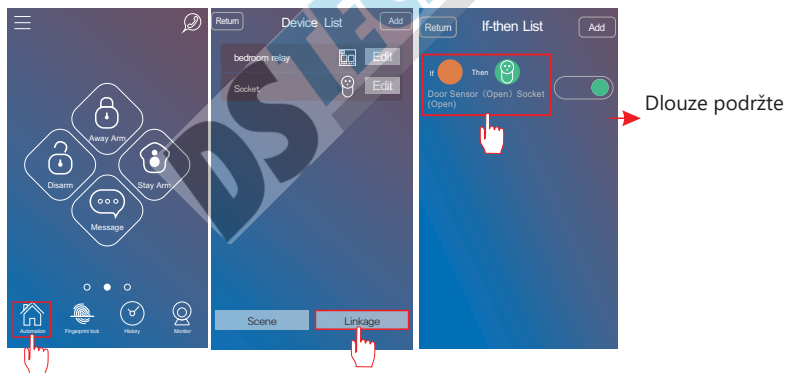 Away Arm
Disarm
Stay Arm
Message
Automation
Fingerprint lock
History
Monitor
Return Device List Add
bedroom relay Edit
Socket Edit
Scene Linkage
Return If-then List Add
If Then
Door Sensor（Open）Socket
(Open)
Dlouze podržte